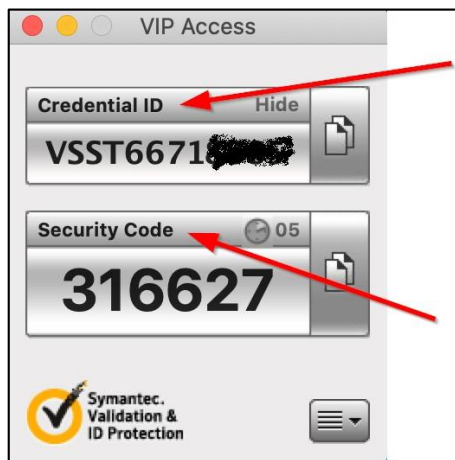 VIP Access
Credential ID Hide
VSST6671
Security Code 05
316627
Symantec.
Validation &
ID Protection